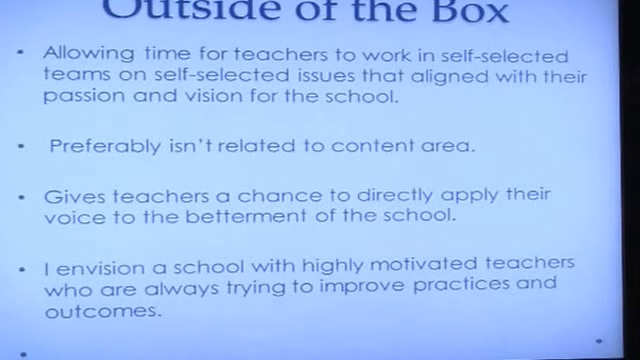 Outside of the Box
• Allowing time for teachers to work in self-selected
teams on self-selected issues that aligned with their
passion and vision for the school.
• Preferably isn't related to content area.
• Gives teachers a chance to directly apply their
voice to the betterment of the school.
• I envision a school with highly motivated teachers
who are always trying to improve practices and
outcomes.